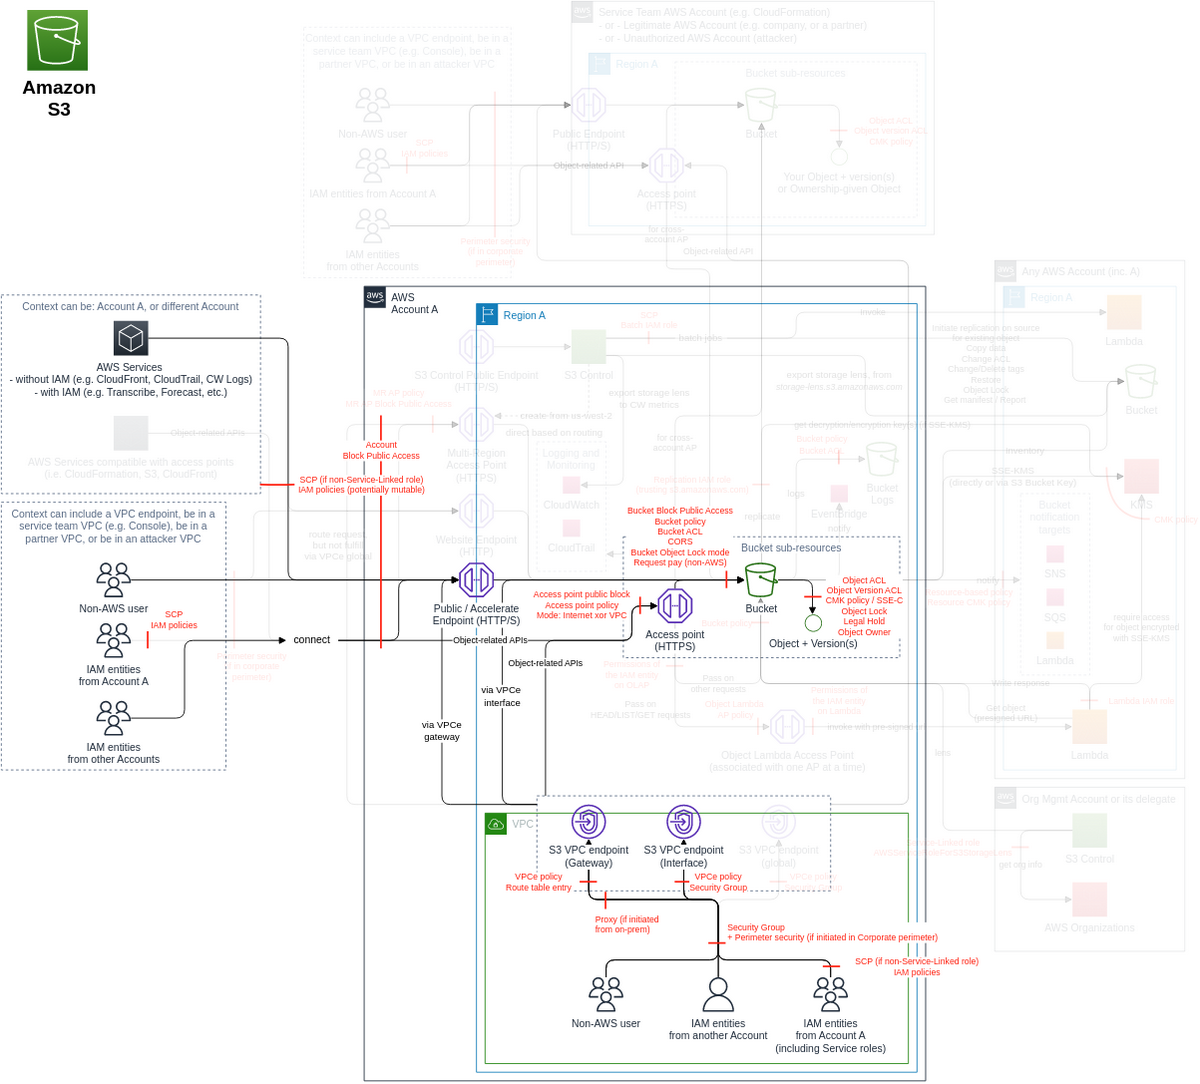 Amazon
S3
Context can include a VPC endpoint, be in a
service team VPC (e.g. Console), be in a
partner VPC, or be in an attacker VPC
Non-AWS user
SCP
IAM policies
IAM entities from Account A
IAM entities
from other Accounts
Perimeter security
(if in corporate
perimeter)
aws
Service Team AWS Account (e.g. CloudFormation)
- or - Legitimate AWS Account (e.g. company, or a partner)
- or - Unauthorized AWS Account (attacker)
Region A
Bucket sub-resources
Public Endpoint
(HTTP/S)
Bucket
Object ACL
Object Version ACL
CMK policy
Object-related API
Access point
(HTTPS)
Your Object + version(s)
or Ownership-given Object
for cross-
account AP
Object-related API
Context can be: Account A, or different Account
AWS Services
- without IAM (e.g. CloudFront, CloudTrail, CW Logs)
- with IAM (e.g. Transcribe, Forecast, etc.)
Object-related APIs
AWS Services compatible with access points
(i.e. CloudFormation, S3, CloudFront)
Context can include a VPC endpoint, be in a
service team VPC (e.g. Console), be in a
partner VPC, or be in an attacker VPC
Non-AWS user
SCP
IAM policies
IAM entities
from Account A
IAM entities
from other Accounts
connect
Account
Block Public Access
SCP (if non-Service-Linked role)
IAM policies (potentially mutable)
route request,
but not fulfill
via VPCe global
aws
AWS
Account A
Region A
S3 Control Public Endpoint
(HTTP/S)
S3 Control
SCP
Batch IAM role
batch jobs
invoke
MR AP policy
MR AP Block Public Access
create from us-west-2
direct based on routing
Multi-Region
Access Point
(HTTPS)
Logging and
Monitoring
CloudWatch
CloudTrail
Website Endpoint
(HTTP)
export storage lens
to CW metrics
export storage lens, from
storage-lens.s3.amazonaws.com
for cross-
account AP
get decryption/encryption keys (if SSE-KMS)
Bucket policy
Bucket ACL
Bucket
Logs
logs
EventBridge
notify
replicate
Inventory
SSE-KMS
(directly or via S3 Bucket Key)
Bucket Block Public Access
Bucket policy
Bucket ACL
CORS
Bucket Object Lock mode
Request pay (non-AWS)
Bucket sub-resources
Public / Accelerate
Endpoint (HTTP/S)
Object-related APIs
Object-related APIs
Access point public block
Access point policy
Mode: Internet xor VPC
Access point
(HTTPS)
Bucket
Object ACL
Object Version ACL
CMK policy / SSE-C
Object Lock
Legal Hold
Object Owner
Object + Version(s)
Bucket policy
Permissions of
the IAM entity
on OLAP
Pass on
other requests
Pass on
HEAD/LIST/GET requests
Object Lambda
AP policy
Permissions of
the IAM entity
on Lambda
Object Lambda Access Point
(associated with one AP at a time)
Write response
Get object
(presigned URL)
lens
via VPCe
interface
via VPCe
gateway
VPC
S3 VPC endpoint
(Gateway)
S3 VPC endpoint
(Interface)
S3 VPC endpoint
(global)
VPCe policy
Route table entry
VPCe policy
Security Group
Proxy (if initiated
from on-prem)
Security Group
+ Perimeter security (if initiated in Corporate perimeter)
SCP (if non-Service-Linked role)
IAM policies
Non-AWS user
IAM entities
from another Account
IAM entities
from Account A
(including Service roles)
aws
Any AWS Account (inc. A)
Region A
Lambda
Initiate replication on source
for existing object
Copy data
Change ACL
Change/Delete tags
Restore
Object Lock
Get manifest / Report
Bucket
KMS
CMK policy
Bucket
notification
targets
SNS
SQS
Lambda
notify
Resource-based policy
Resource CMK policy
require access
for object encrypted
with SSE-KMS
Lambda IAM role
Lambda
aws
Org Mgmt Account or its delegate
S3 Control
get org info
AWS Organizations